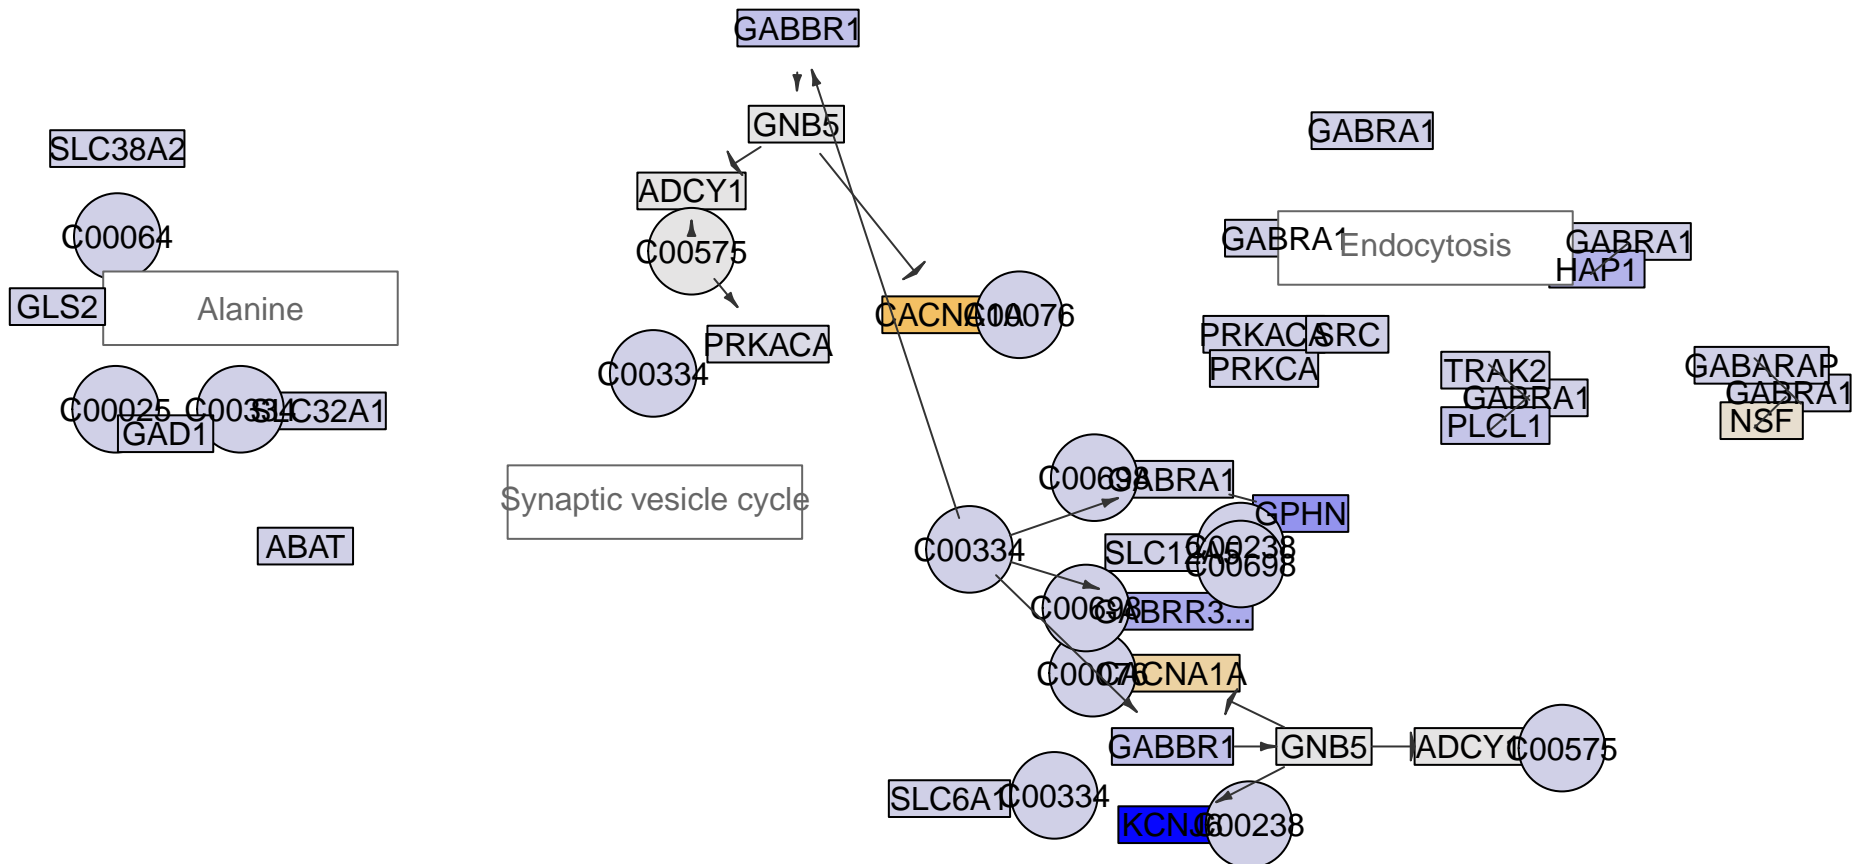 GABBR1
GNB5
GABRA1
SLC38A2
ADCY1
C00064
C00575
GABRA1
Endocytosis
GABRA1
HAP1
GLS2
Alanine
CACNA1A
C00076
PRKACA
C00334
PRKACA
SRC
PRKCA
TRAK2
GABRA1
PLCL1
GABARAP
GABRA1
NSF
C00025
C00334
SLC32A1
GAD1
Synaptic vesicle cycle
C00698
GABRA1
GPHN
ABAT
C00334
SLC12A5
C00238
C00698
C00698
GABRR3...
C00076
CACNA1A
GABBR1
GNB5
ADCY1
C00575
SLC6A1
C00334
KCNJ6
C00238